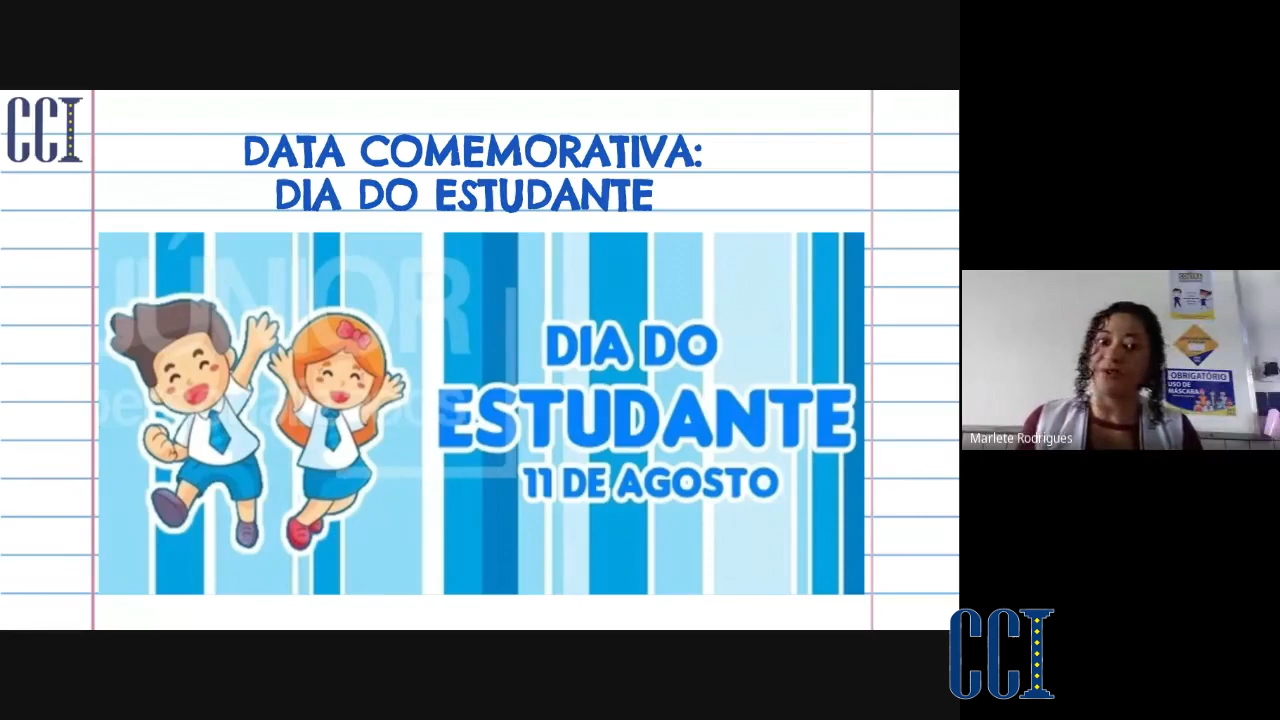 CCI
DATA COMEMORATIVA:
DIA DO ESTUDANTE
JÚNIOR
DIA DO
ESTUDANTE
11 DE AGOSTO
OBRIGATÓRIO
USO DE
MÁSCARA
Marlete Rodrigues
CCI